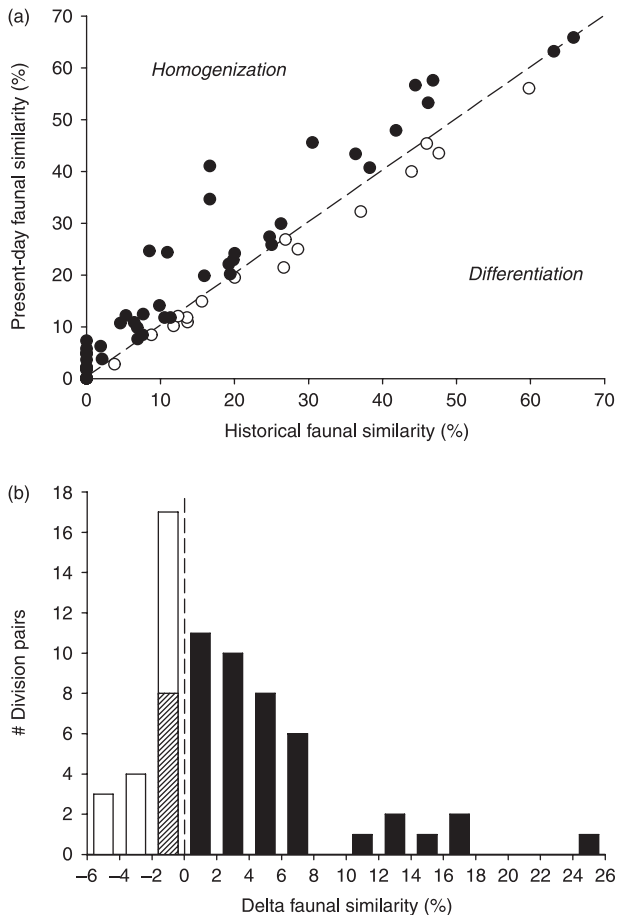 (a)
70
60
50
40
30
20
10
0
Present-day faunal similarity (%)
Homogenization
Differentiation
0 10 20 30 40 50 60 70
Historical faunal similarity (%)
(b)
18
16
14
12
10
8
6
4
2
0
# Division pairs
–6 –4 –2 0 2 4 6 8 10 12 14 16 18 20 22 24 26
Delta faunal similarity (%)